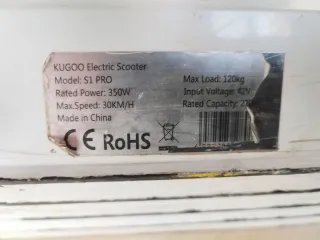 KUGOO Electric Scooter
Model: S1 PRO
Rated Power: 350W
Max.Speed: 30KM/H
Made in China
CE RoHS
Max Load: 120kg
Input Voltage: 42V
Rated Capacity: